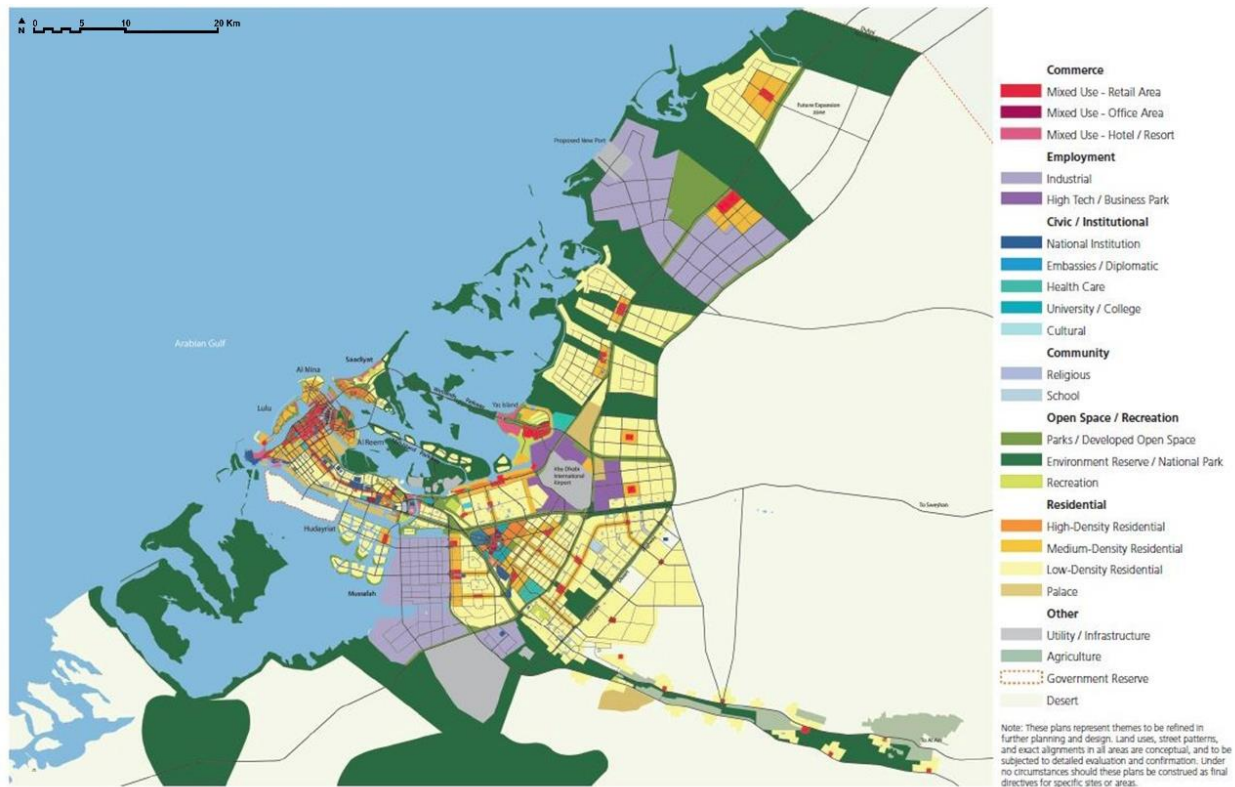 0 5 10 20 Km
N
Dubai
Future Expansion
zone
Proposed New Port
Arabian Gulf
Saadiyat
Al Mina
Lulu
Yas Island
Al Reem
Abu Dhabi
International
Airport
To Sweihan
Hudayriat
Mussafah
To Al Ain
Commerce
Mixed Use - Retail Area
Mixed Use - Office Area
Mixed Use - Hotel / Resort
Employment
Industrial
High Tech / Business Park
Civic / Institutional
National Institution
Embassies / Diplomatic
Health Care
University / College
Cultural
Community
Religious
School
Open Space / Recreation
Parks / Developed Open Space
Environment Reserve / National Park
Recreation
Residential
High-Density Residential
Medium-Density Residential
Low-Density Residential
Palace
Other
Utility / Infrastructure
Agriculture
Government Reserve
Desert
Note: These plans represent themes to be refined in
further planning and design. Land uses, street patterns,
and exact alignments in all areas are conceptual, and to be
subjected to detailed evaluation and confirmation. Under
no circumstances should these plans be construed as final
directives for specific sites or areas.